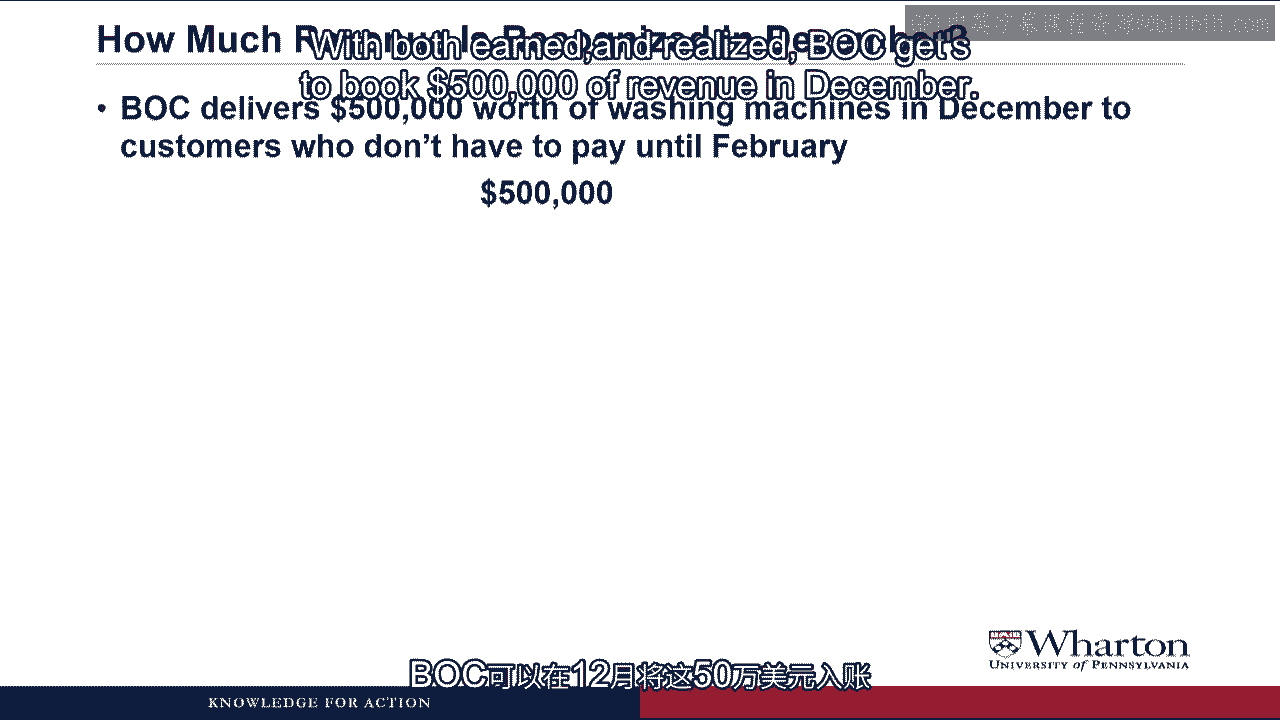 How Much Revenue Is Recognized in December?
With both earned,and realized, BOC get's
to book $500,000 of revenue in December.
• BOC delivers $500,000 worth of washing machines in December to
customers who don't have to pay until February
$500,000
Wharton
UNIVERSITY of PENNSYLVANIA
BOC可以在12月将这50万美元入账
KNOWLEDGE FOR ACTION